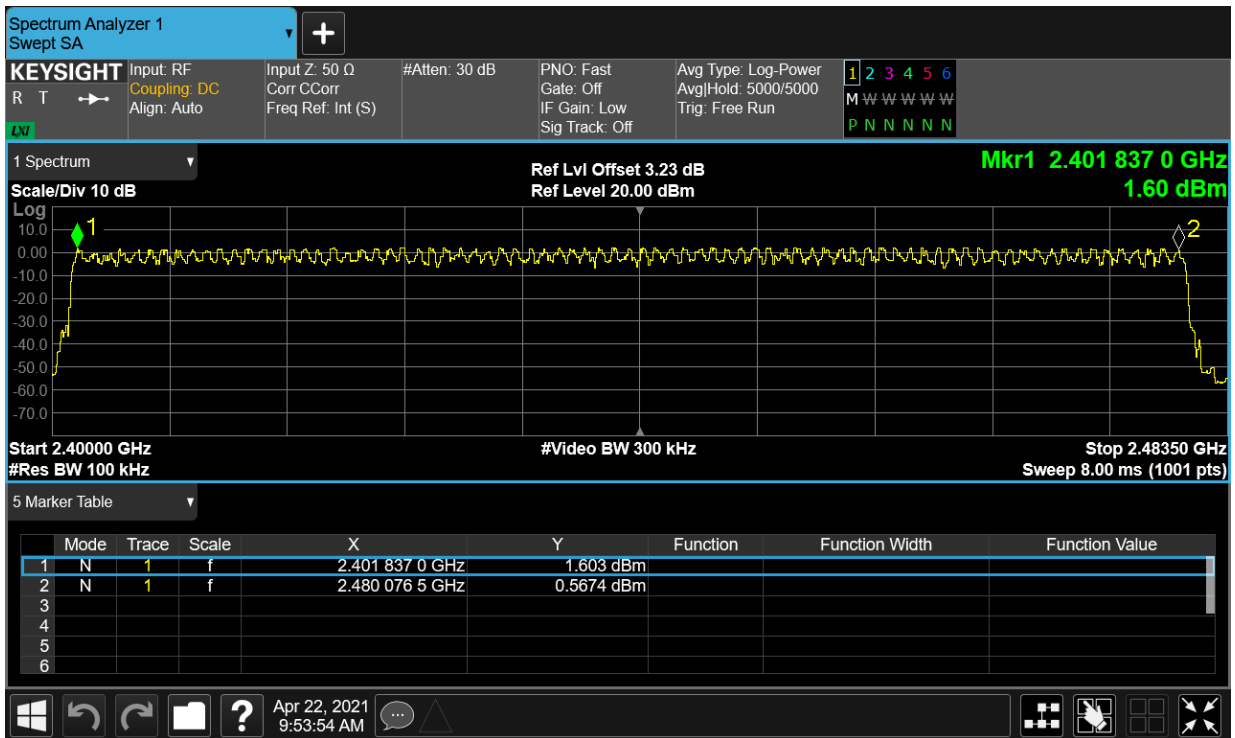 Spectrum Analyzer 1
Swept SA
KEYSIGHT
R T
LXI
Input: RF
Coupling: DC
Align: Auto
Input Z: 50 Ω
Corr CCorr
Freq Ref: Int (S)
#Atten: 30 dB
PNO: Fast
Gate: Off
IF Gain: Low
Sig Track: Off
Avg Type: Log-Power
Avg|Hold: 5000/5000
Trig: Free Run
1 2 3 4 5 6
M W W W W W
P N N N N N
1 Spectrum
Scale/Div 10 dB
Ref Lvl Offset 3.23 dB
Ref Level 20.00 dBm
Mkr1 2.401 837 0 GHz
1.60 dBm
Log
10.0
0.00
-10.0
-20.0
-30.0
-40.0
-50.0
-60.0
-70.0
1
2
Start 2.40000 GHz
#Res BW 100 kHz
#Video BW 300 kHz
Stop 2.48350 GHz
Sweep 8.00 ms (1001 pts)
5 Marker Table
Mode Trace Scale X Y Function Function Width Function Value
1 N 1 f 2.401 837 0 GHz 1.603 dBm
2 N 1 f 2.480 076 5 GHz 0.5674 dBm
3
4
5
6
?
Apr 22, 2021
9:53:54 AM